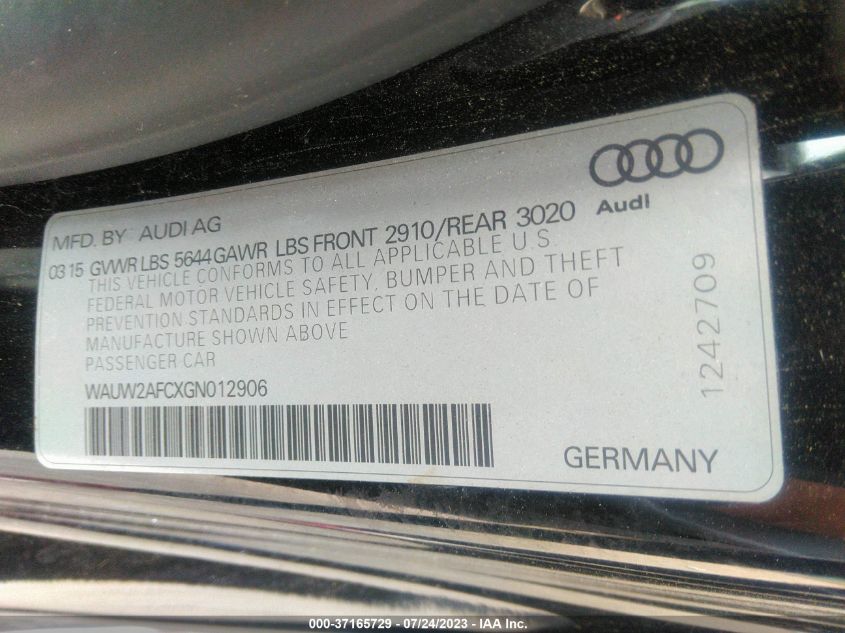 Audi
MFD. BY AUDI AG
03 15 GVWR LBS 5644 GAWR LBS FRONT 2910/REAR 3020
THIS VEHICLE CONFORMS TO ALL APPLICABLE U.S.
FEDERAL MOTOR VEHICLE SAFETY, BUMPER AND THEFT
PREVENTION STANDARDS IN EFFECT ON THE DATE OF
MANUFACTURE SHOWN ABOVE
PASSENGER CAR
WAUW2AFCXGN012906
1242709
GERMANY
000-37165729 - 07/24/2023 - IAA Inc.